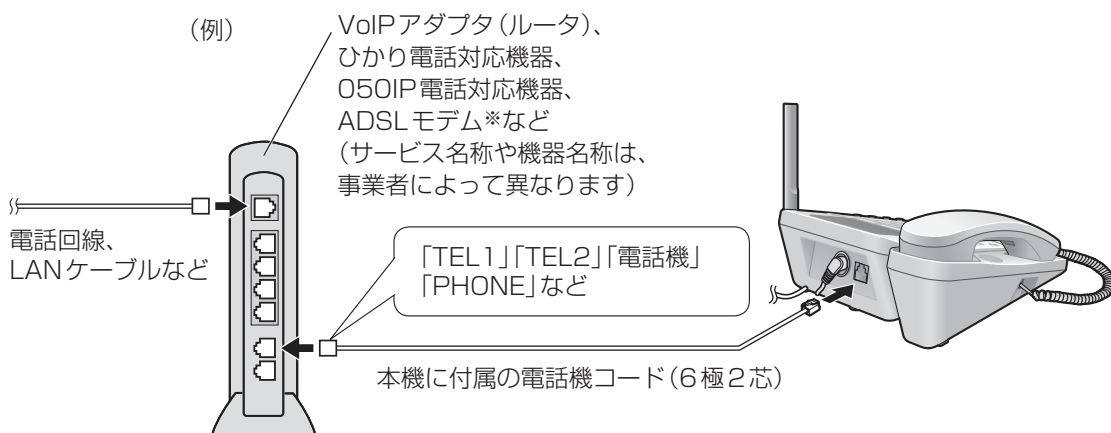 （例）
VoIPアダプタ（ルータ）、
ひかり電話対応機器、
050IP電話対応機器、
ADSLモデム※など
（サービス名称や機器名称は、
事業者によって異なります）
電話回線、
LANケーブルなど
「TEL1」「TEL2」「電話機」
「PHONE」など
本機に付属の電話機コード（6極2芯）